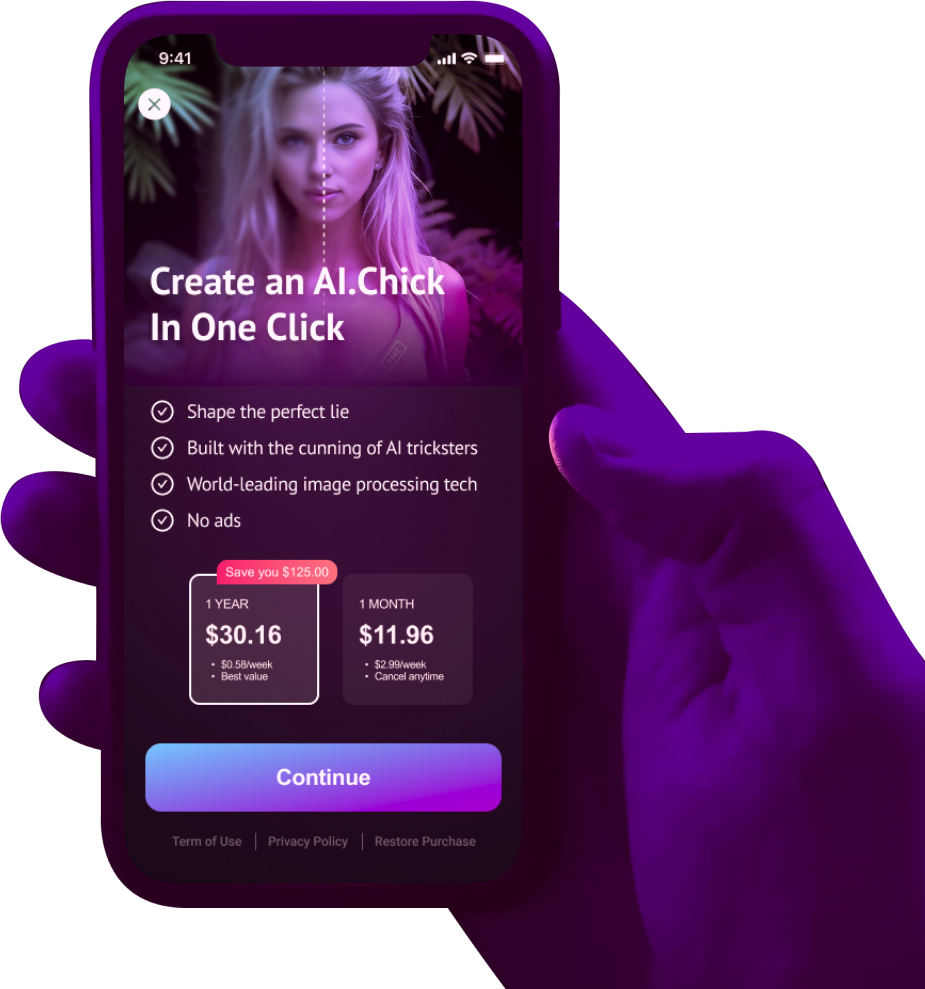 9:41
Create an AI.Chick
In One Click
Shape the perfect lie
Built with the cunning of AI tricksters
World-leading image processing tech
No ads
Save you $125.00
1 YEAR
$30.16
• $0.58/week
• Best value
1 MONTH
$11.96
• $2.99/week
• Cancel anytime
Continue
Term of Use | Privacy Policy | Restore Purchase